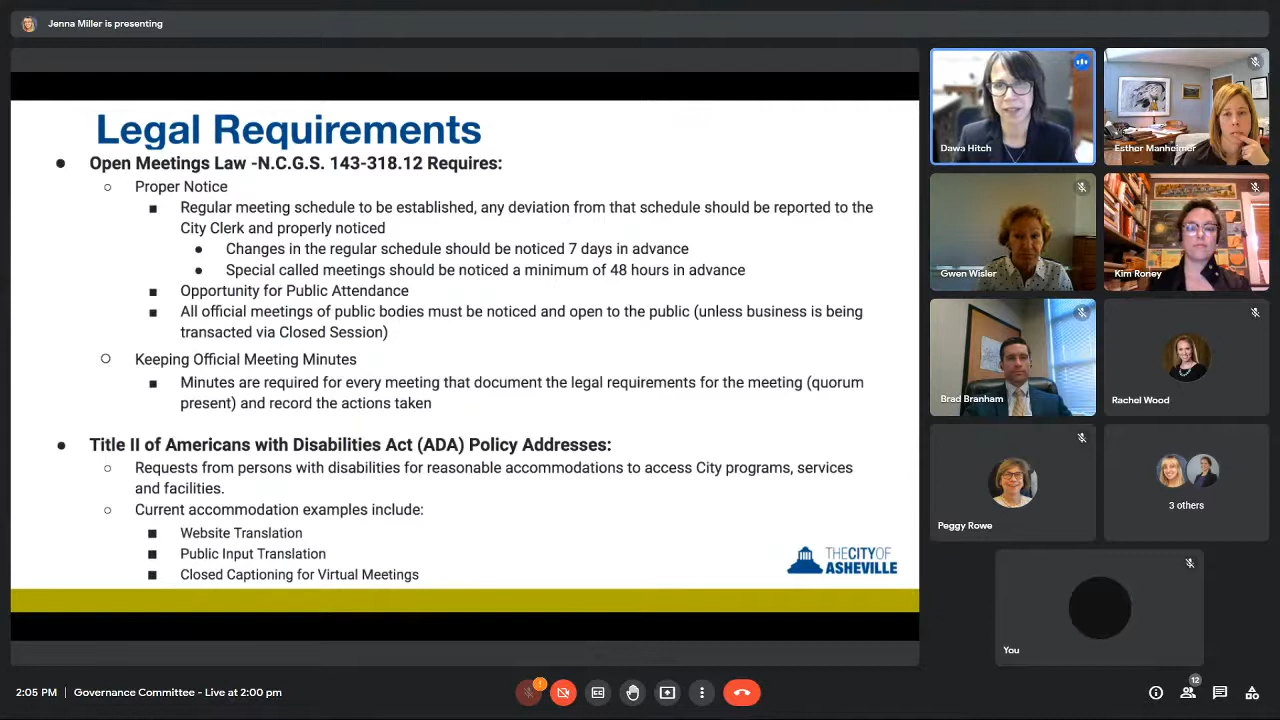 Jenna Miller is presenting
Legal Requirements
● Open Meetings Law -N.C.G.S. 143-318.12 Requires:
○ Proper Notice
■ Regular meeting schedule to be established, any deviation from that schedule should be reported to the
City Clerk and properly noticed
● Changes in the regular schedule should be noticed 7 days in advance
● Special called meetings should be noticed a minimum of 48 hours in advance
■ Opportunity for Public Attendance
■ All official meetings of public bodies must be noticed and open to the public (unless business is being
transacted via Closed Session)
○ Keeping Official Meeting Minutes
■ Minutes are required for every meeting that document the legal requirements for the meeting (quorum
present) and record the actions taken
● Title II of Americans with Disabilities Act (ADA) Policy Addresses:
○ Requests from persons with disabilities for reasonable accommodations to access City programs, services
and facilities.
○ Current accommodation examples include:
■ Website Translation
■ Public Input Translation
■ Closed Captioning for Virtual Meetings
THE CITY OF
ASHEVILLE
Dawa Hitch
Esther Manheimer
Gwen Wisler
Kim Roney
Brad Branham
Rachel Wood
Peggy Rowe
3 others
You
2:05 PM | Governance Committee - Live at 2:00 pm
12